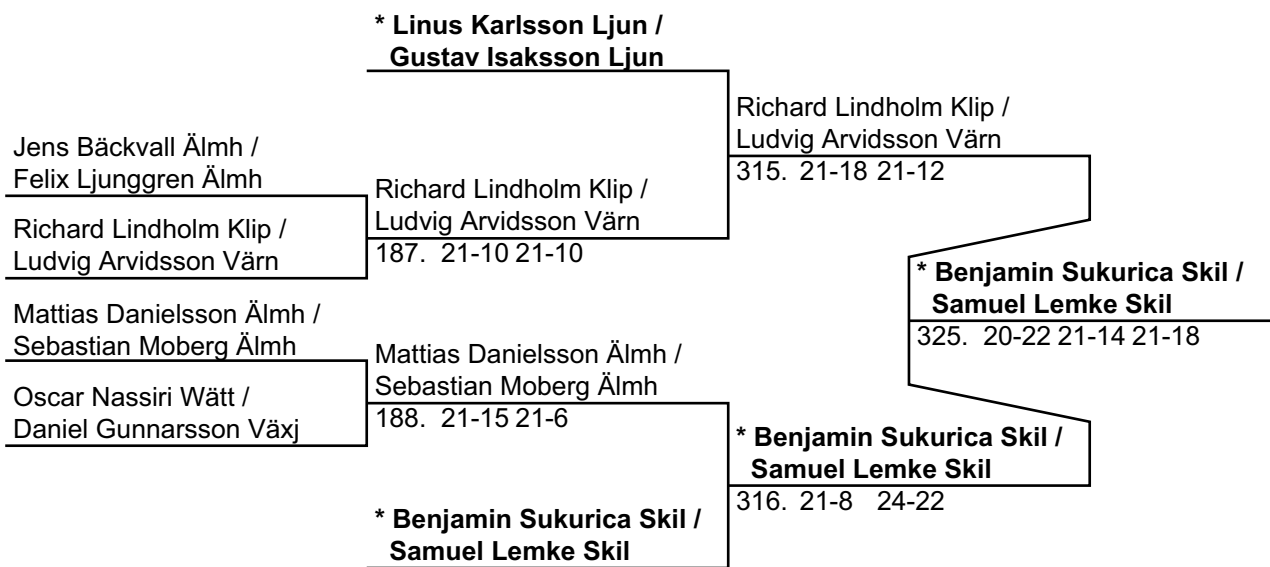 * Linus Karlsson Ljun /
Gustav Isaksson Ljun
Richard Lindholm Klip /
Ludvig Arvidsson Värn
315. 21-18 21-12
Jens Bäckvall Älmh /
Felix Ljunggren Älmh
Richard Lindholm Klip /
Ludvig Arvidsson Värn
187. 21-10 21-10
Richard Lindholm Klip /
Ludvig Arvidsson Värn
* Benjamin Sukurica Skil /
Samuel Lemke Skil
325. 20-22 21-14 21-18
Mattias Danielsson Älmh /
Sebastian Moberg Älmh
Mattias Danielsson Älmh /
Sebastian Moberg Älmh
188. 21-15 21-6
Oscar Nassiri Wätt /
Daniel Gunnarsson Växj
* Benjamin Sukurica Skil /
Samuel Lemke Skil
316. 21-8 24-22
* Benjamin Sukurica Skil /
Samuel Lemke Skil